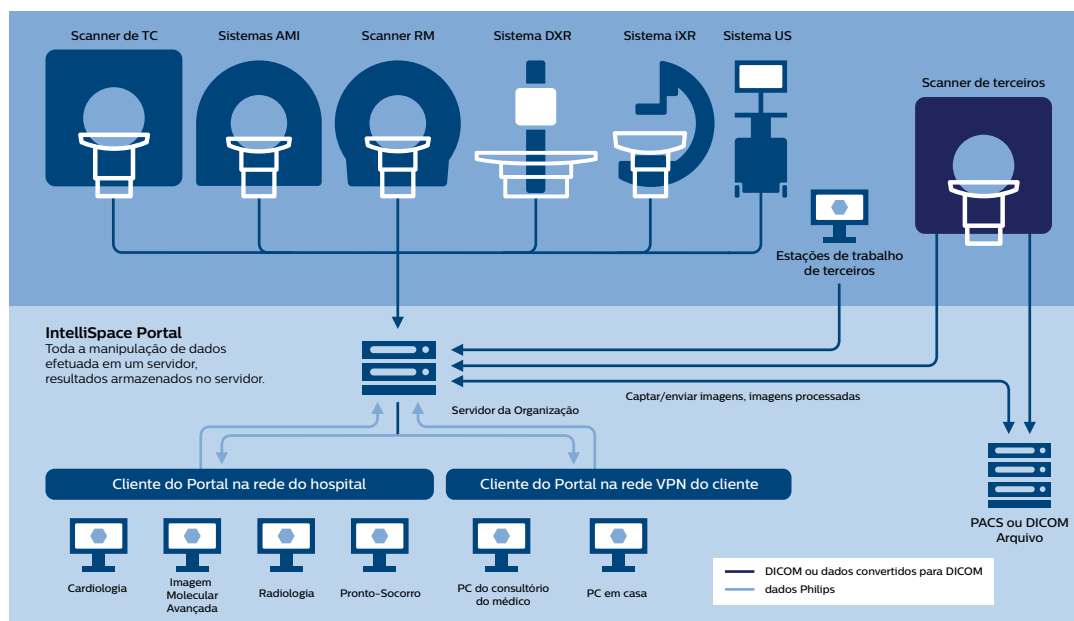 Scanner de TC
Sistemas AMI
Scanner RM
Sistema DXR
Sistema iXR
Sistema US
Scanner de terceiros
Estações de trabalho
de terceiros
IntelliSpace Portal
Toda a manipulação de dados
efetuada em um servidor,
resultados armazenados no servidor.
Captar/enviar imagens, imagens processadas
Servidor da Organização
Cliente do Portal na rede do hospital
Cliente do Portal na rede VPN do cliente
PACS ou DICOM
Arquivo
Cardiologia
Imagem
Molecular
Avançada
Radiologia
Pronto-Socorro
PC do consultório
do médico
PC em casa
DICOM ou dados convertidos para DICOM
dados Philips